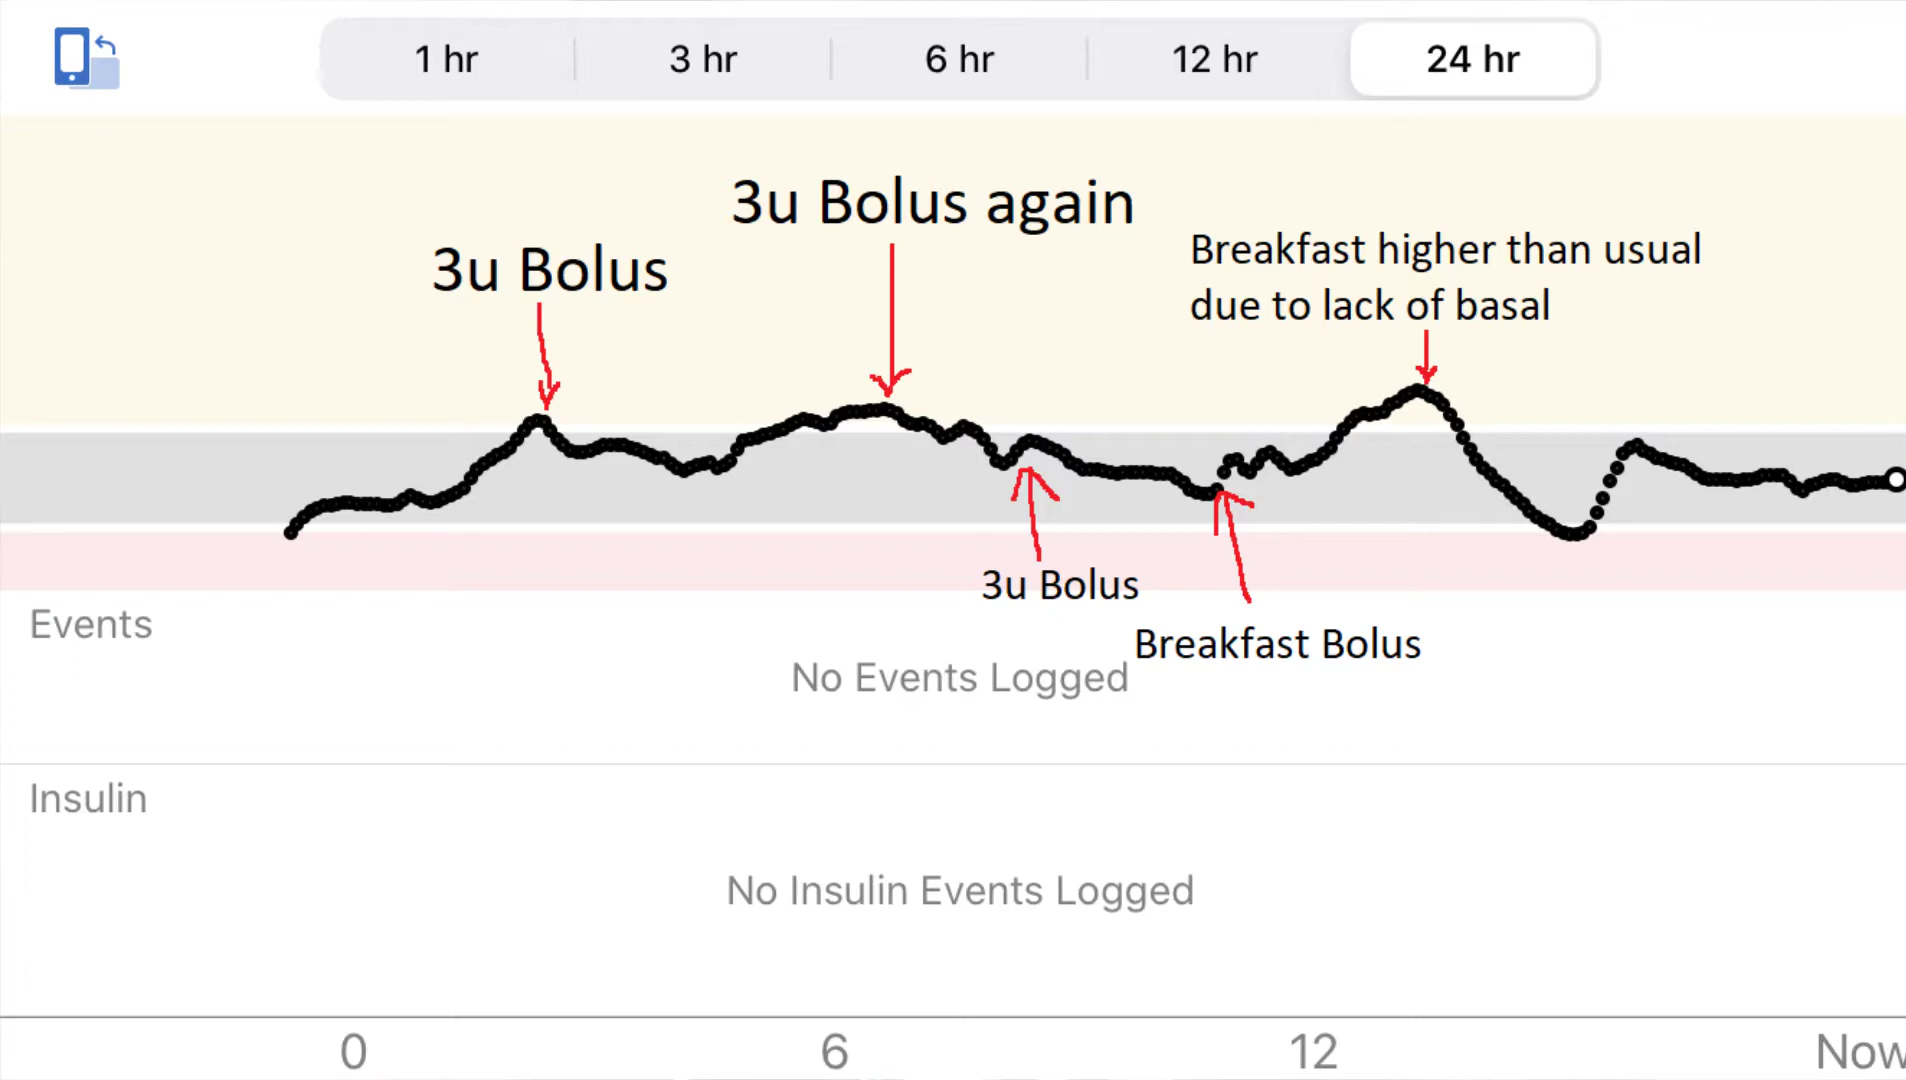 1 hr
3 hr
6 hr
12 hr
24 hr
3u Bolus again
3u Bolus
Breakfast higher than usual
due to lack of basal
3u Bolus
Breakfast Bolus
Events
No Events Logged
Insulin
No Insulin Events Logged
0
6
12
Now